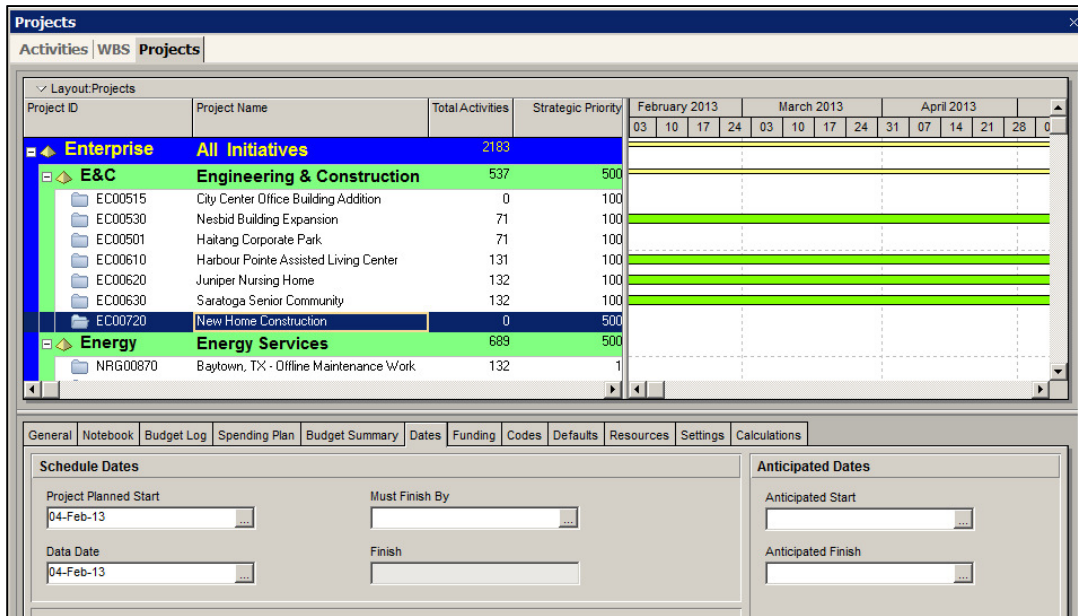 Projects
Activities WBS Projects
Layout:Projects
Project ID Project Name Total Activities Strategic Priority February 2013 March 2013 April 2013
03 10 17 24 03 10 17 24 31 07 14 21 28 0
Enterprise All Initiatives 2183
E&C Engineering & Construction 537 500
EC00515 City Center Office Building Addition 0 100
EC00530 Nesbid Building Expansion 71 100
EC00501 Haitang Corporate Park 71 100
EC00610 Harbour Pointe Assisted Living Center 131 100
EC00620 Juniper Nursing Home 132 100
EC00630 Saratoga Senior Community 132 100
EC00720 New Home Construction 0 500
Energy Energy Services 689 500
NRG00870 Baytown, TX - Offline Maintenance Work 132 1
General Notebook Budget Log Spending Plan Budget Summary Dates Funding Codes Defaults Resources Settings Calculations
Schedule Dates Anticipated Dates
Project Planned Start Must Finish By Anticipated Start
04-Feb-13 ... ... ...
Data Date Finish Anticipated Finish
04-Feb-13 ... ...